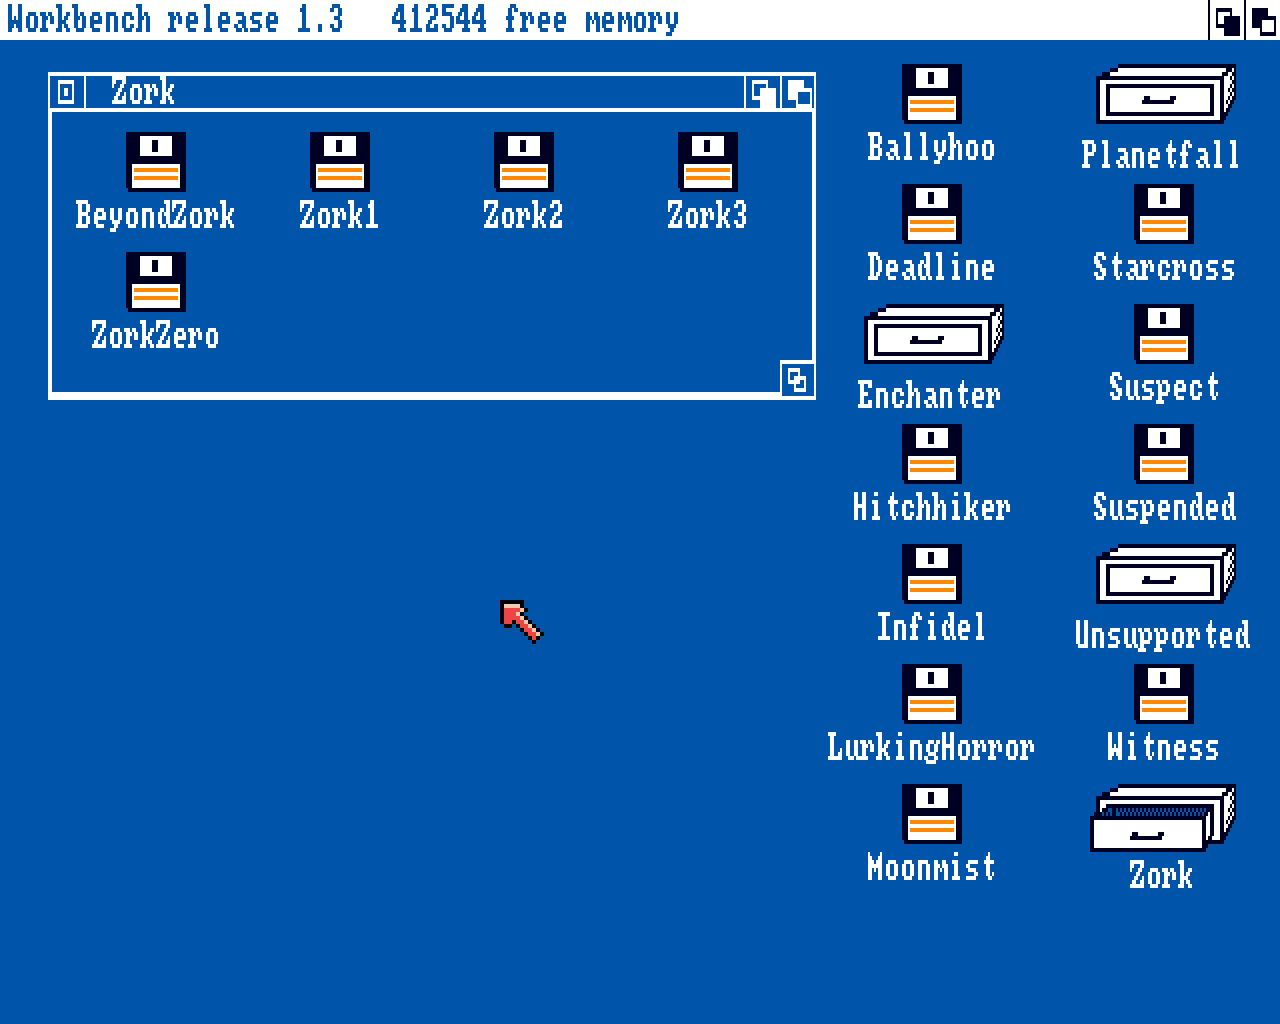 Workbench release 1.3   412544 free memory
Zork
BeyondZork Zork1 Zork2 Zork3
ZorkZero
Ballyhoo Planetfall
Deadline Starcross
Enchanter Suspect
Hitchhiker Suspended
Infidel Unsupported
LurkingHorror Witness
Moonmist Zork